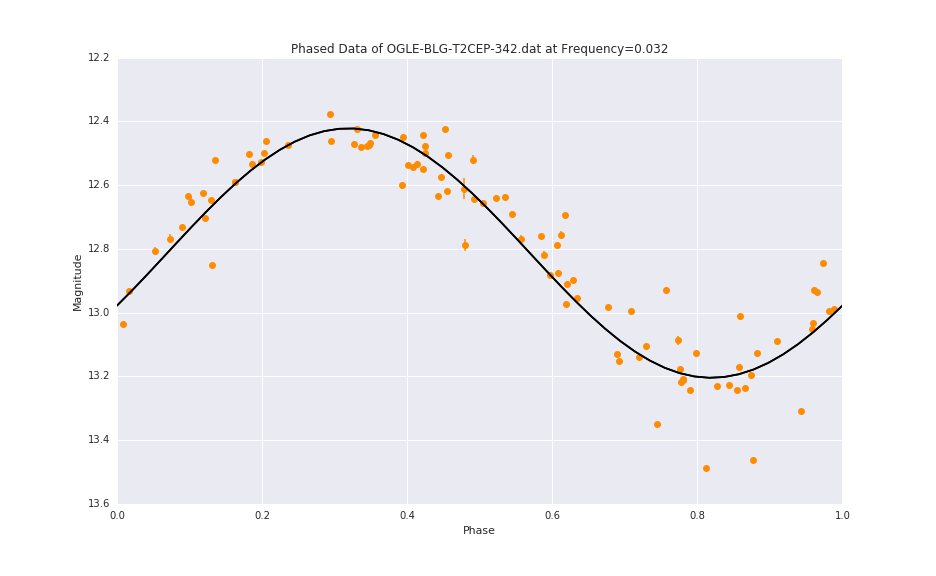 Phased Data of OGLE-BLG-T2CEP-342.dat at Frequency=0.032
12.2
12.4
12.6
12.8
13.0
13.2
13.4
13.6
Magnitude
0.0 0.2 0.4 0.6 0.8 1.0
Phase